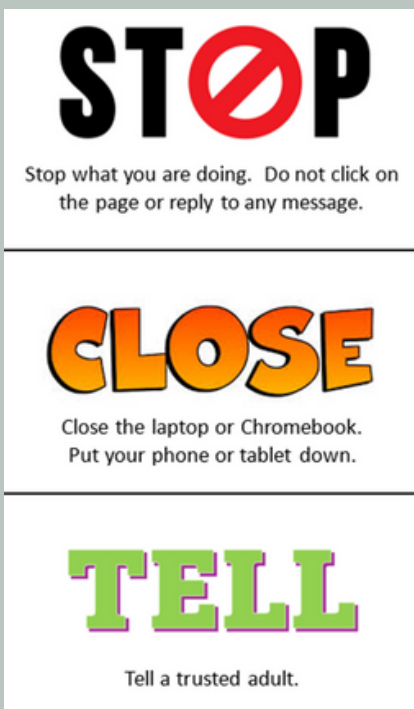 STOP
Stop what you are doing.  Do not click on
the page or reply to any message.
CLOSE
Close the laptop or Chromebook.
Put your phone or tablet down.
TELL
Tell a trusted adult.